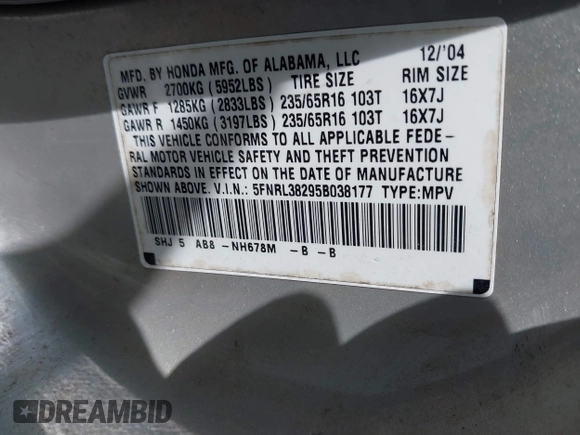 MFD. BY HONDA MFG. OF ALABAMA, LLC 12/'04
GVWR 2700KG (5952LBS) TIRE SIZE RIM SIZE
GAWR F 1285KG (2833LBS) 235/65R16 103T 16X7J
GAWR R 1450KG (3197LBS) 235/65R16 103T 16X7J
THIS VEHICLE CONFORMS TO ALL APPLICABLE FEDE-
RAL MOTOR VEHICLE SAFETY AND THEFT PREVENTION
STANDARDS IN EFFECT ON THE DATE OF MANUFACTURE
SHOWN ABOVE. V.I.N.: 5FNRL38295B038177 TYPE:MPV
SHJ 5 AB8 -NH678M -B -B
DREAMBID